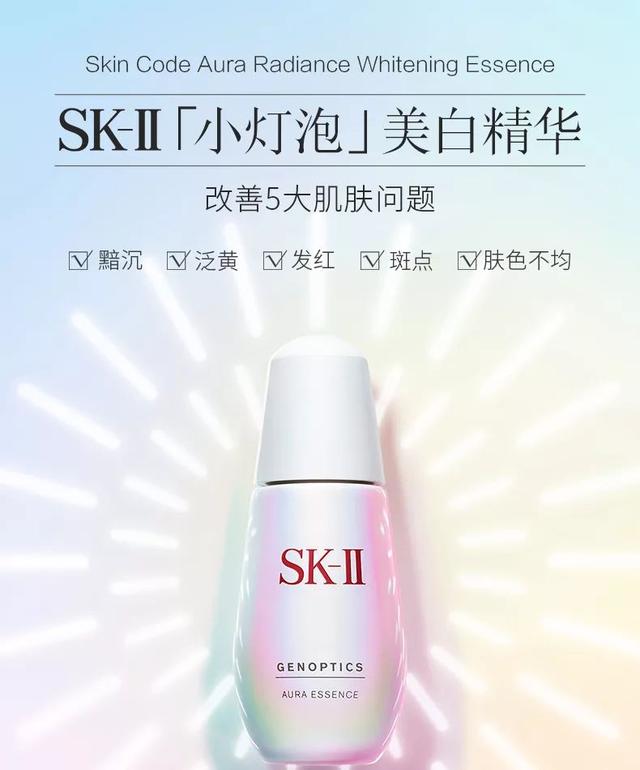 Skin Code Aura Radiance Whitening Essence
SK-II「小灯泡」美白精华
改善5大肌肤问题
黯沉 泛黄 发红 斑点 肤色不均
SK-II
GENOPTICS
AURA ESSENCE